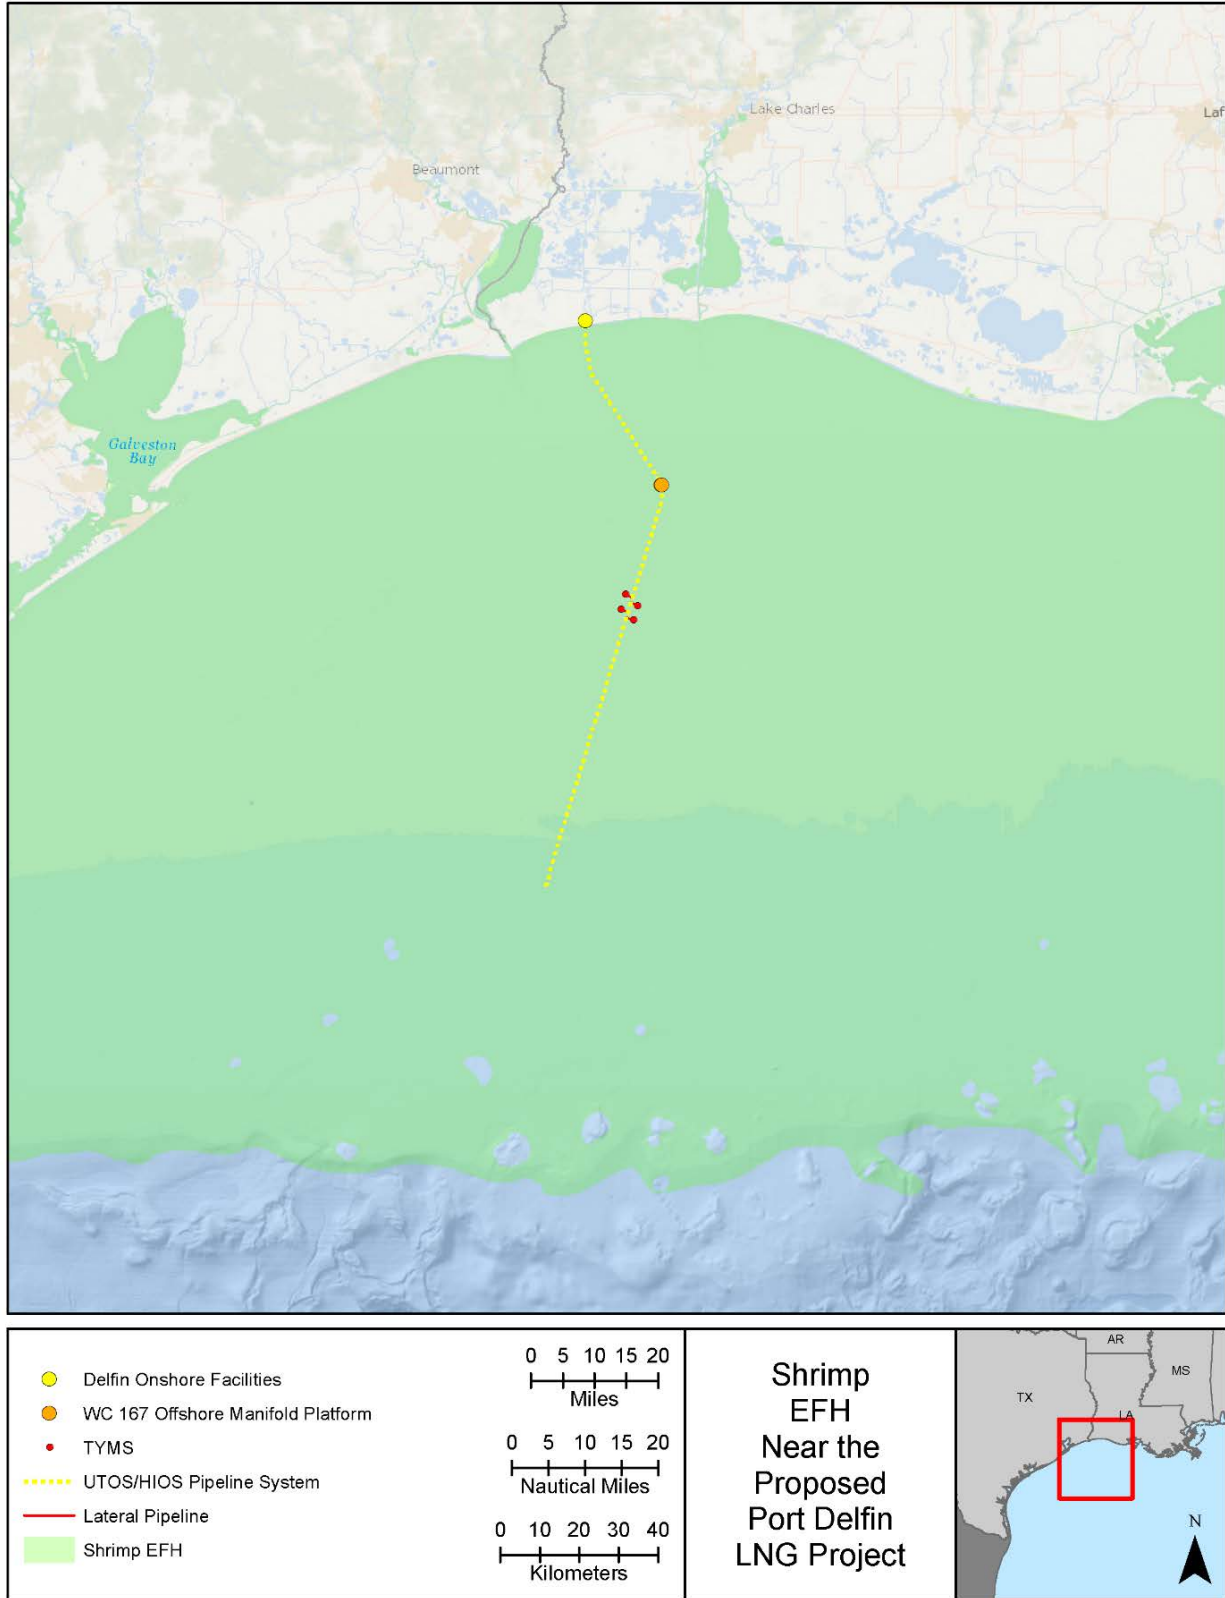 Lake Charles
Laf
Beaumont
Galveston
Bay
Delfin Onshore Facilities
WC 167 Offshore Manifold Platform
TYMS
UTOS/HIOS Pipeline System
Lateral Pipeline
Shrimp EFH
0 5 10 15 20
Miles
0 5 10 15 20
Nautical Miles
0 10 20 30 40
Kilometers
Shrimp
EFH
Near the
Proposed
Port Delfin
LNG Project
AR
MS
TX
LA
N